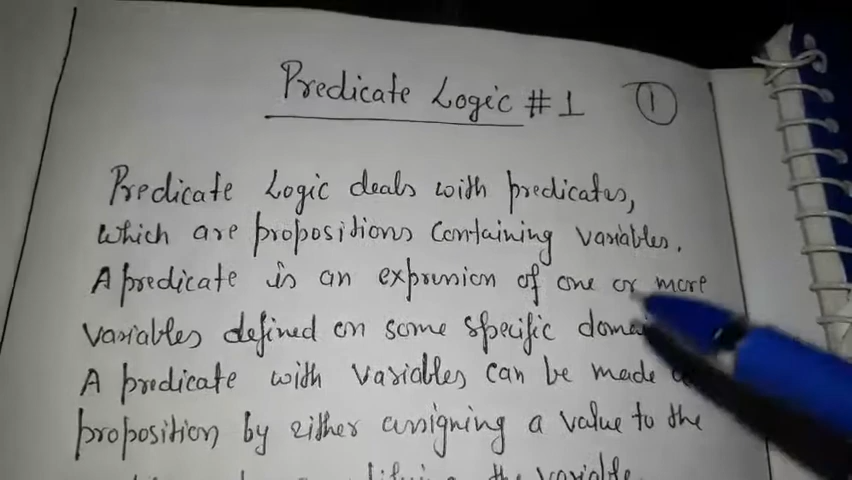 Predicate Logic #1
①
Predicate Logic deals with predicates,
which are propositions containing variables.
A predicate is an expression of one or more
variables defined on some specific
A predicate with variables can be made
proposition by either assigning a value to the
the variable